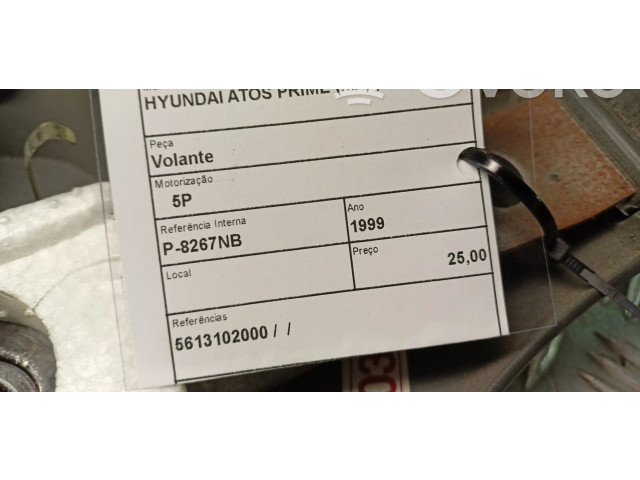 HYUNDAI ATOS PRIME
Peça
Volante
Motorização
5P
Referência Interna
P-8267NB
Ano
1999
Local
Preço
25,00
Referências
5613102000 / /